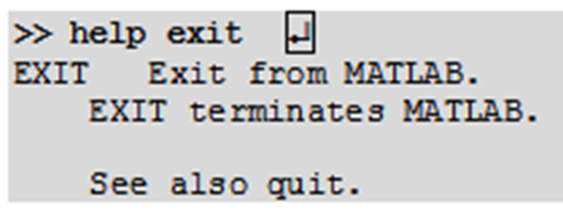 >> help exit ↵
EXIT Exit from MATLAB.
EXIT terminates MATLAB.
See also quit.